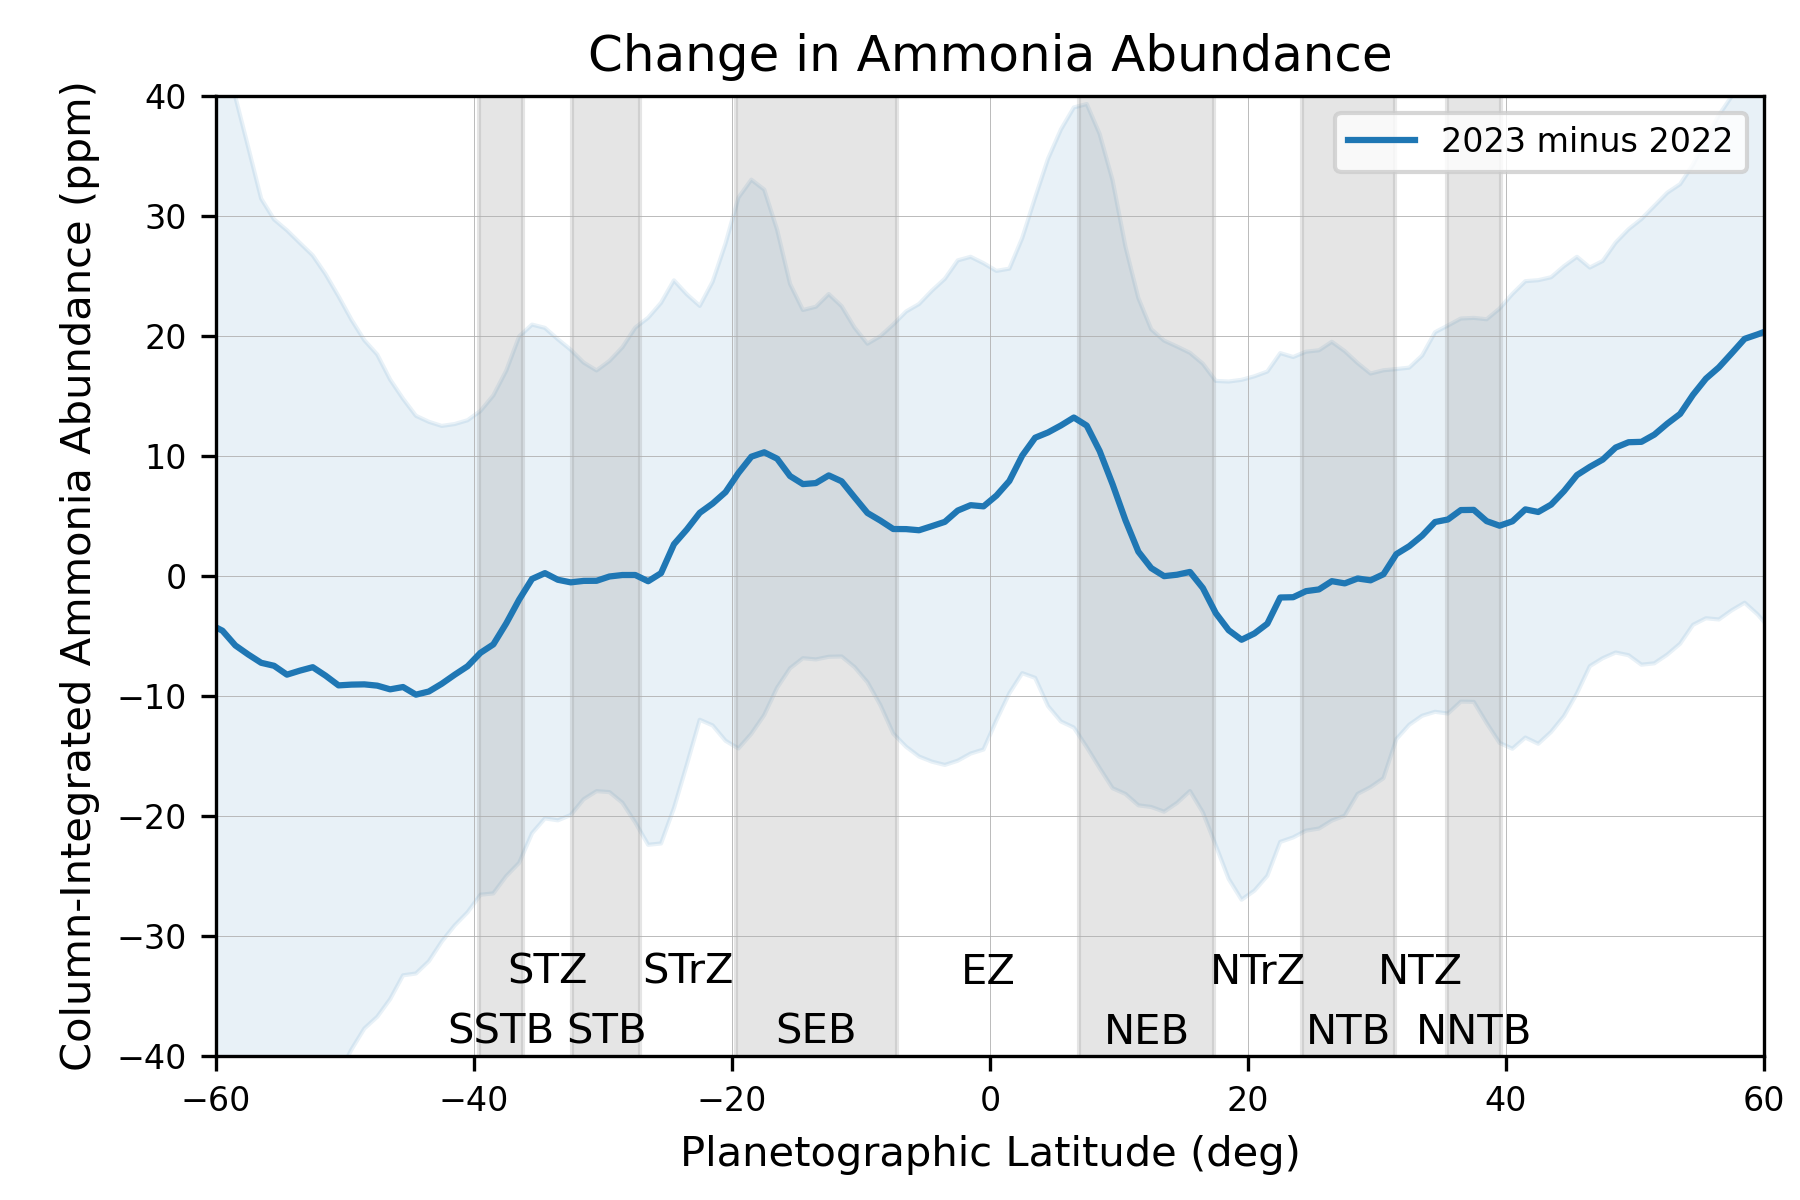 Change in Ammonia Abundance
Column-Integrated Ammonia Abundance (ppm)
40
30
20
10
0
−10
−20
−30
−40
2023 minus 2022
STZ STrZ EZ NTrZ NTZ
SSTB STB SEB NEB NTB NNTB
−60 −40 −20 0 20 40 60
Planetographic Latitude (deg)